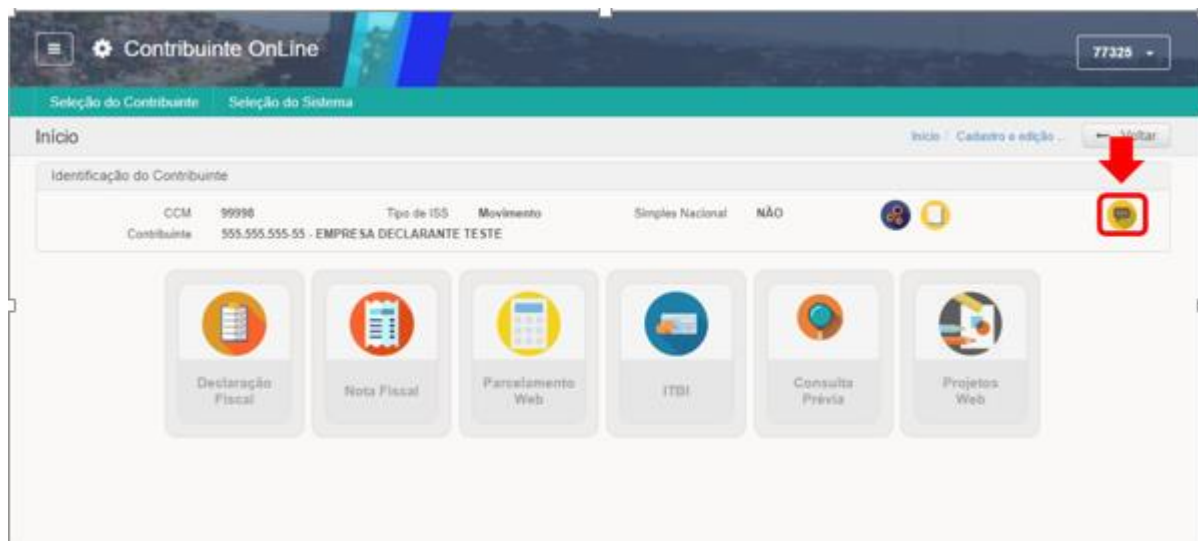 Contribuinte OnLine
77325
Seleção do Contribuinte Seleção do Sistema
Início
Início / Cadastro e edição ...
Voltar
Identificação do Contribuinte
CCM 99998 Tipo de ISS Movimento Simples Nacional NÃO
Contribuinte 555.555.555-55 - EMPRESA DECLARANTE TESTE
Declaração
Fiscal
Nota Fiscal
Parcelamento
Web
ITBI
Consulta
Prévia
Projetos
Web